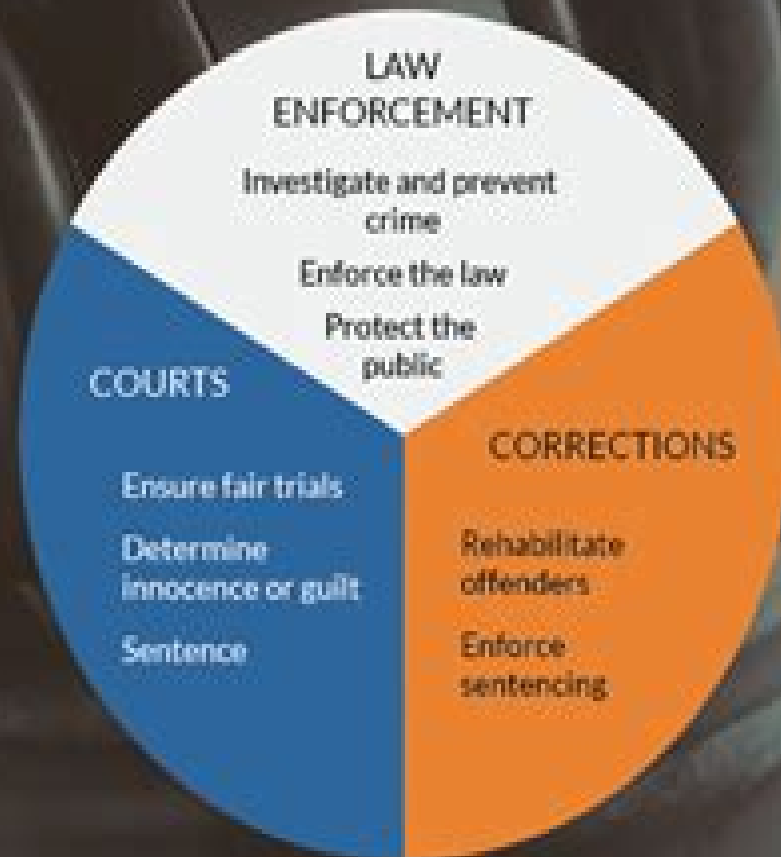 LAW
ENFORCEMENT
Investigate and prevent
crime
Enforce the law
Protect the
public
COURTS
Ensure fair trials
Determine
innocence or guilt
Sentence
CORRECTIONS
Rehabilitate
offenders
Enforce
sentencing